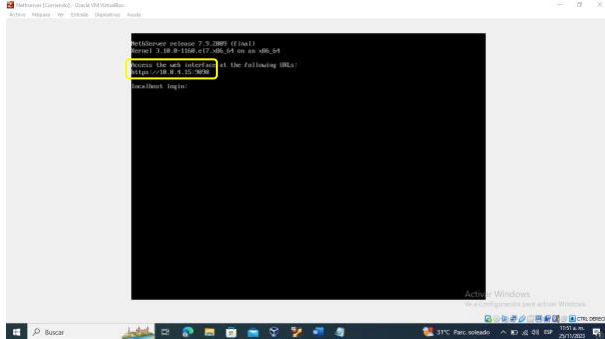 Nethserver [Corriendo] - Oracle VM VirtualBox
Archivo Máquina Ver Entrada Dispositivos Ayuda
NethServer release 7.9.2009 (final)
Kernel 3.10.0-1160.el7.x86_64 on an x86_64
Access the web interface at the following URLs:
https://10.0.4.15:9090
localhost login:
Activar Windows
Ve a Configuración para activar Windows.
CTRL DERECHO
Buscar
31°C Parc. soleado
ESP
11:51 a. m.
25/11/2023